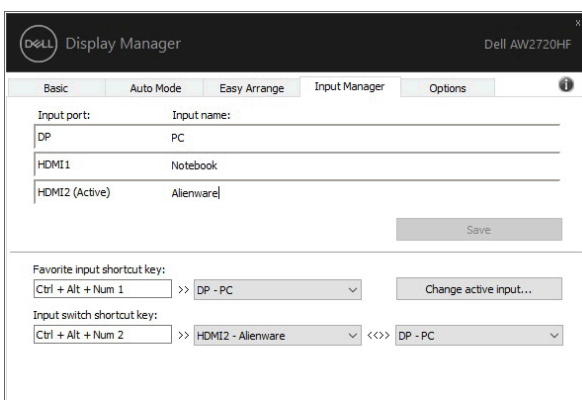 DELL Display Manager Dell AW2720HF
x
Basic Auto Mode Easy Arrange Input Manager Options i
Input port: Input name:
DP PC
HDMI1 Notebook
HDMI2 (Active) Alienware
Save
Favorite input shortcut key:
Ctrl + Alt + Num 1 >> DP - PC Change active input...
Input switch shortcut key:
Ctrl + Alt + Num 2 >> HDMI2 - Alienware <<>> DP - PC